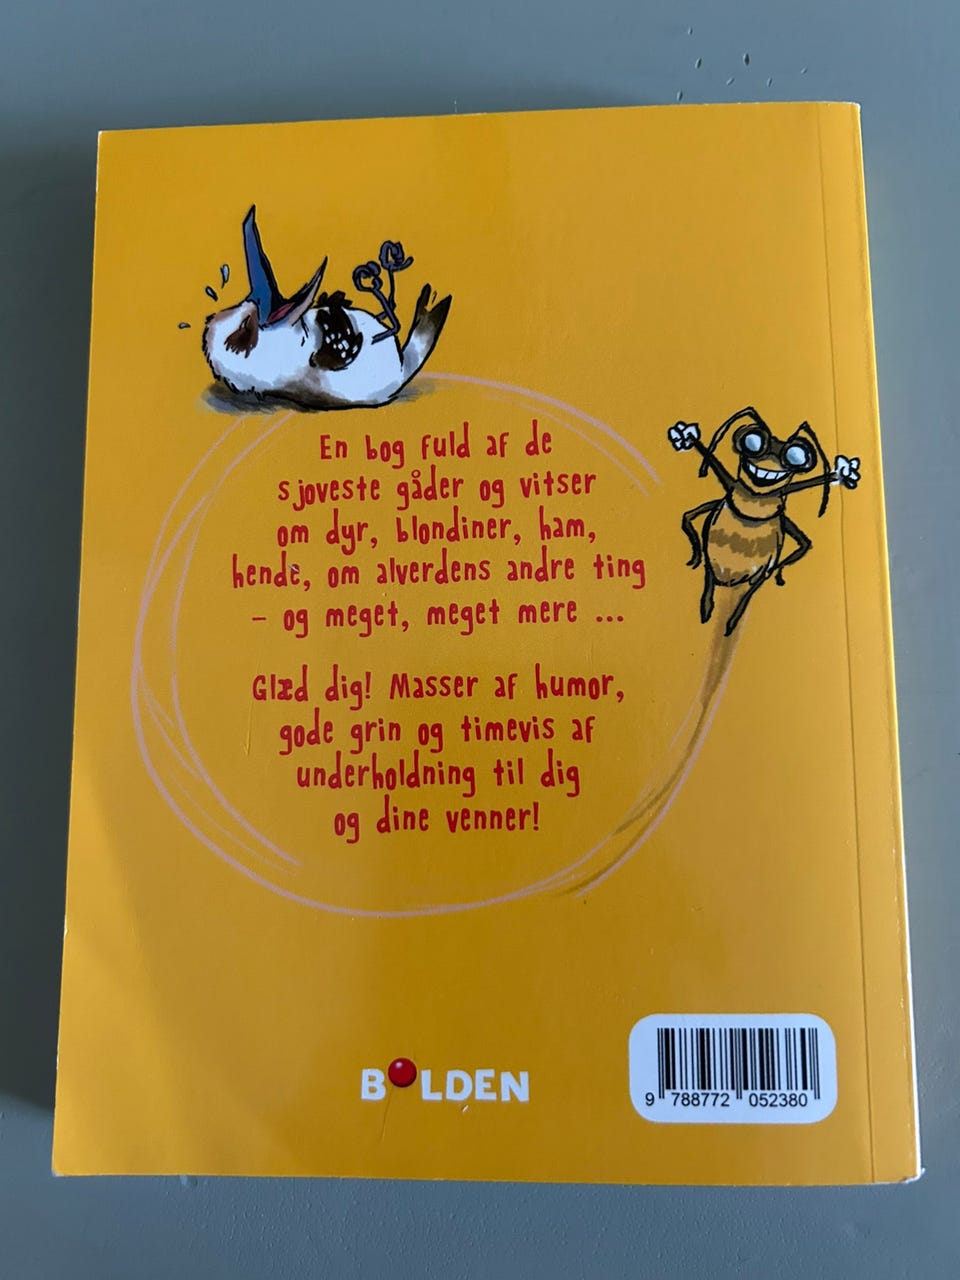 En bog fuld af de
sjoveste gåder og vitser
om dyr, blondiner, ham,
hende, om alverdens andre ting
– og meget, meget mere ...
Glæd dig! Masser af humor,
gode grin og timevis af
underholdning til dig
og dine venner!
BOLDEN
9 788772 052380